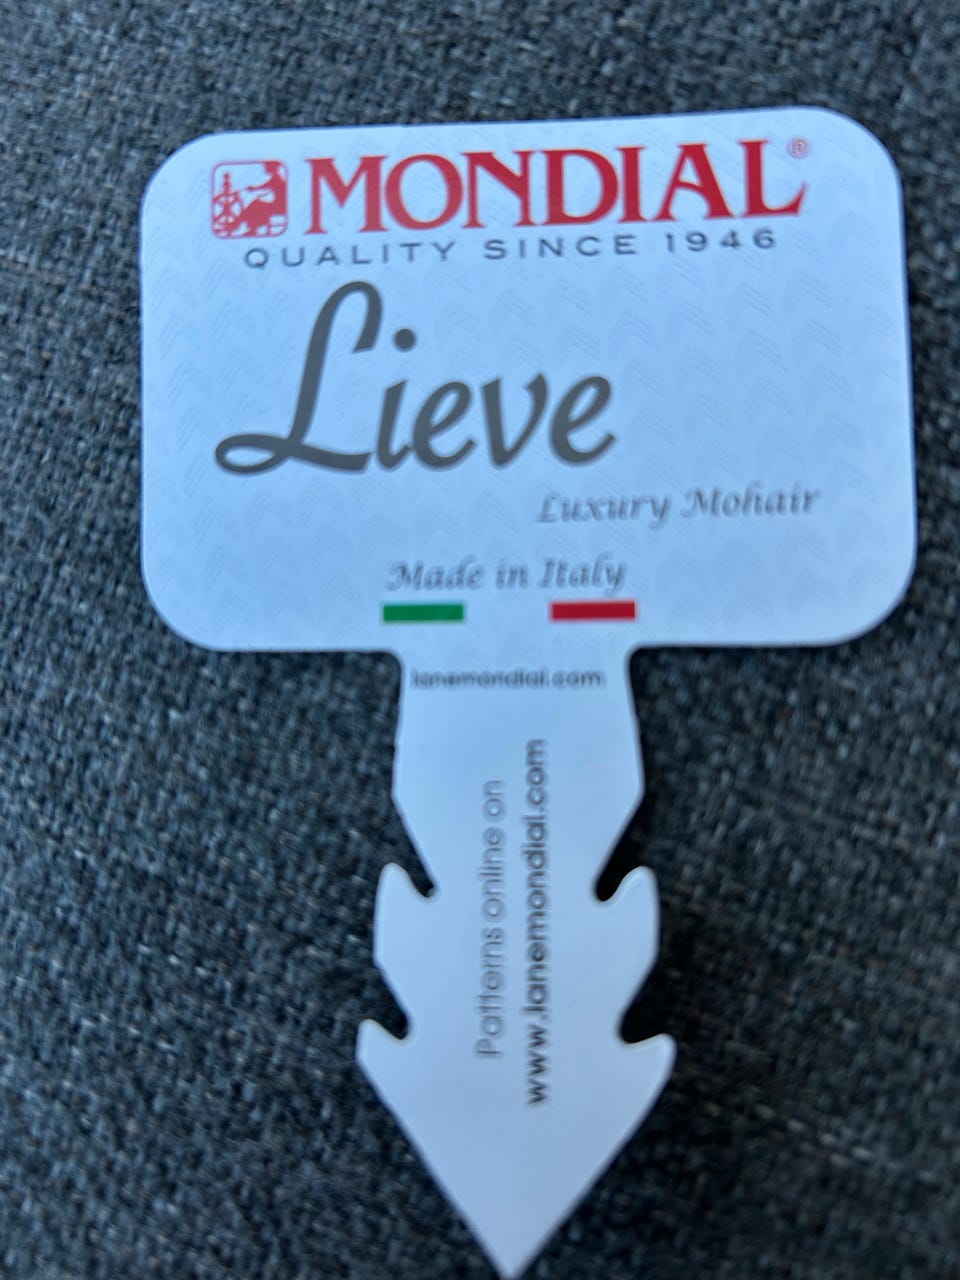 MONDIAL®
QUALITY SINCE 1946
Lieve
Luxury Mohair
Made in Italy
lanemondial.com
Patterns online on
www.lanemondial.com